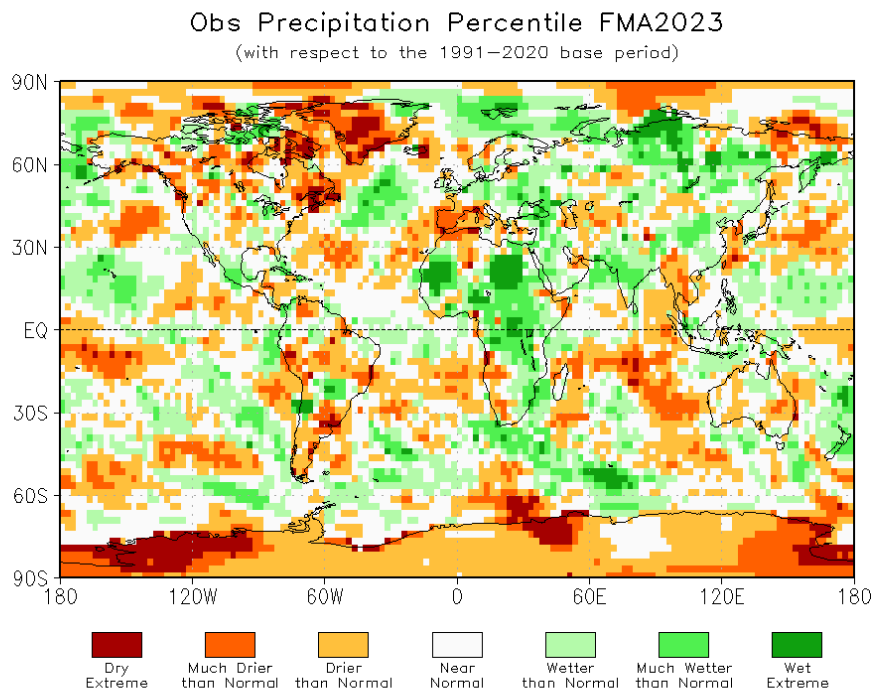 Obs Precipitation Percentile FMA2023
(with respect to the 1991–2020 base period)
90N
60N
30N
EQ
30S
60S
90S
180 120W 60W 0 60E 120E 180
Dry Extreme
Much Drier than Normal
Drier than Normal
Near Normal
Wetter than Normal
Much Wetter than Normal
Wet Extreme